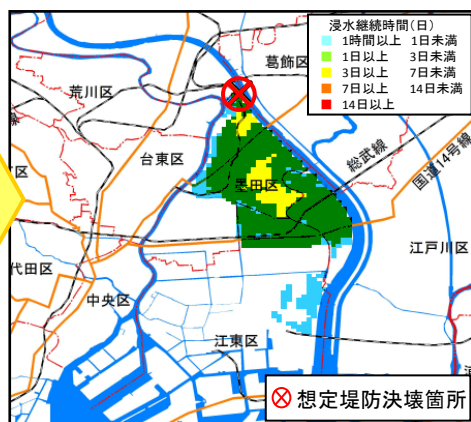 浸水継続時間(日)
1時間以上 1日未満
1日以上 3日未満
3日以上 7日未満
7日以上 14日未満
14日以上
葛飾区
荒川区
台東区
総武線
国道14号線
墨田区
江戸川区
代田区
中央区
江東区
想定堤防決壊箇所